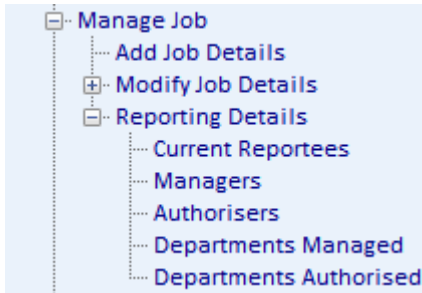 Manage Job
Add Job Details
Modify Job Details
Reporting Details
Current Reportees
Managers
Authorisers
Departments Managed
Departments Authorised